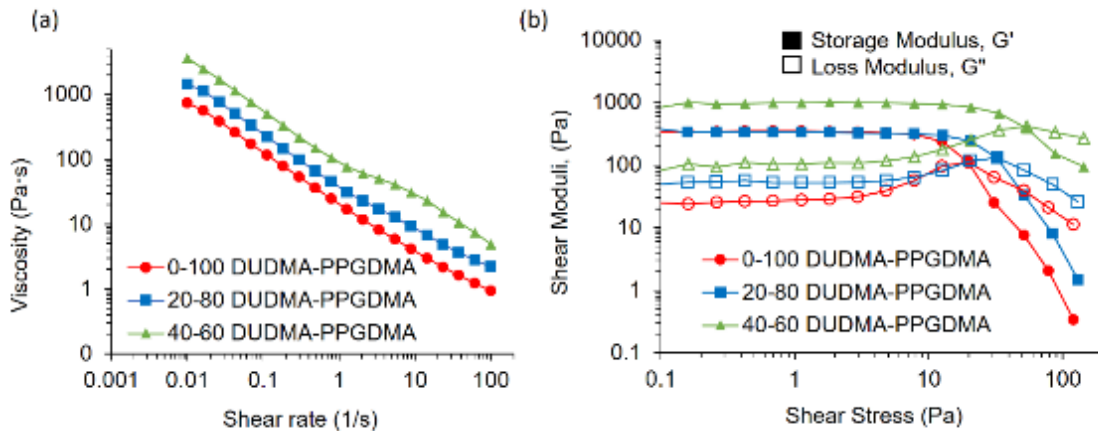 (a)
Viscosity (Pa·s)
1000
100
10
1
0
0-100 DUDMA-PPGDMA
20-80 DUDMA-PPGDMA
40-60 DUDMA-PPGDMA
0.001 0.01 0.1 1 10 100
Shear rate (1/s)
(b)
Storage Modulus, G'
Loss Modulus, G"
Shear Moduli, (Pa)
10000
1000
100
10
1
0.1
0-100 DUDMA-PPGDMA
20-80 DUDMA-PPGDMA
40-60 DUDMA-PPGDMA
0.1 1 10 100
Shear Stress (Pa)